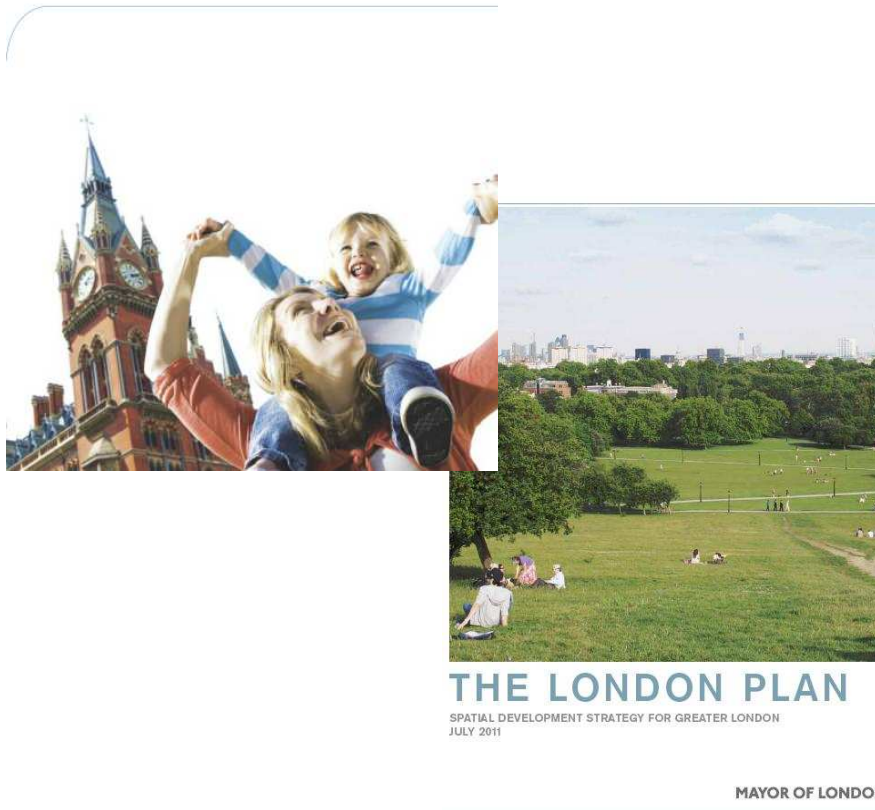 THE LONDON PLAN
SPATIAL DEVELOPMENT STRATEGY FOR GREATER LONDON
JULY 2011
MAYOR OF LONDO